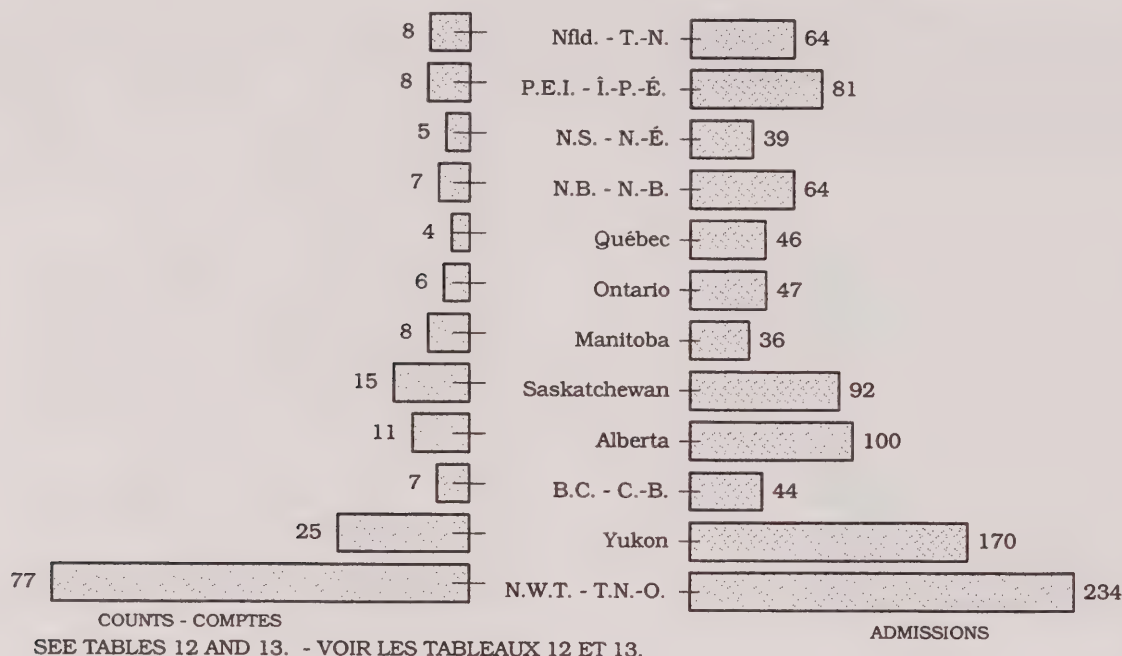 8 Nfld. - T.-N. 64
8 P.E.I. - Î.-P.-É. 81
5 N.S. - N.-É. 39
7 N.B. - N.-B. 64
4 Québec 46
6 Ontario 47
8 Manitoba 36
15 Saskatchewan 92
11 Alberta 100
7 B.C. - C.-B. 44
25 Yukon 170
77 N.W.T. - T.N.-O. 234
COUNTS - COMPTES ADMISSIONS
SEE TABLES 12 AND 13. - VOIR LES TABLEAUX 12 ET 13.